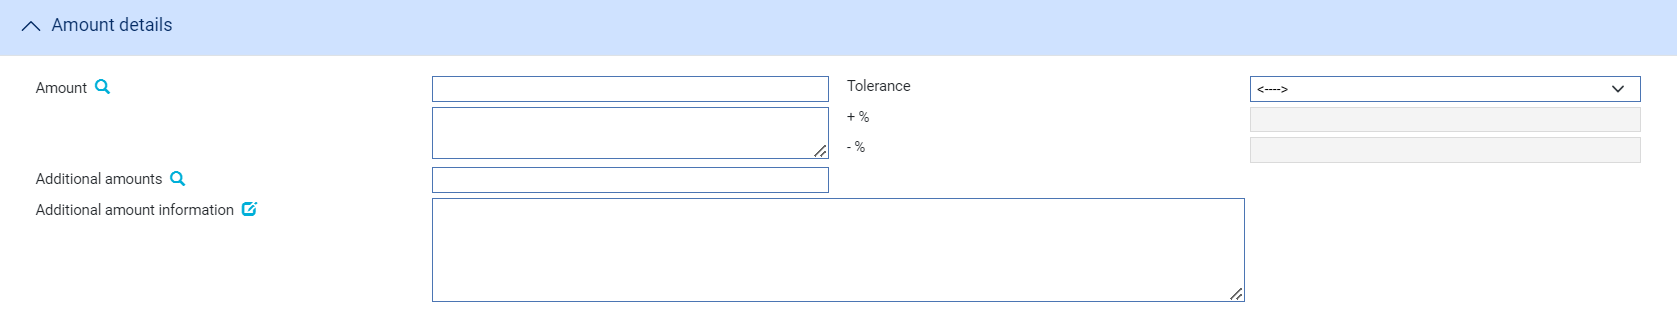 Amount details
Amount
Tolerance
<---->
+ %
- %
Additional amounts
Additional amount information